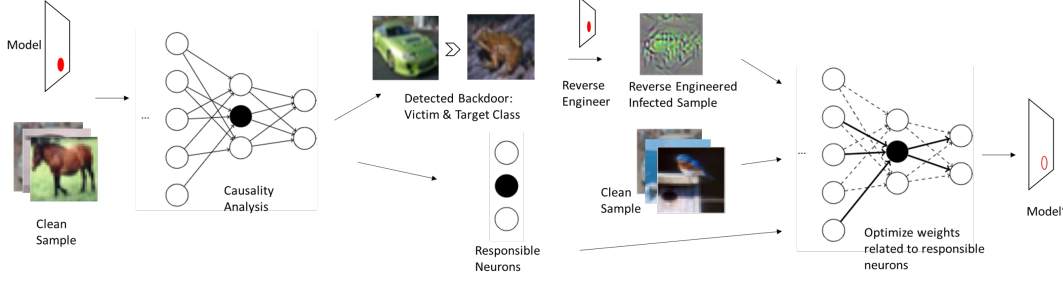 Model
...
Clean
Sample
Causality
Analysis
Detected Backdoor:
Victim & Target Class
Responsible
Neurons
Reverse
Engineer
Reverse Engineered
Infected Sample
Clean
Sample
...
Optimize weights
related to responsible
neurons
Model'